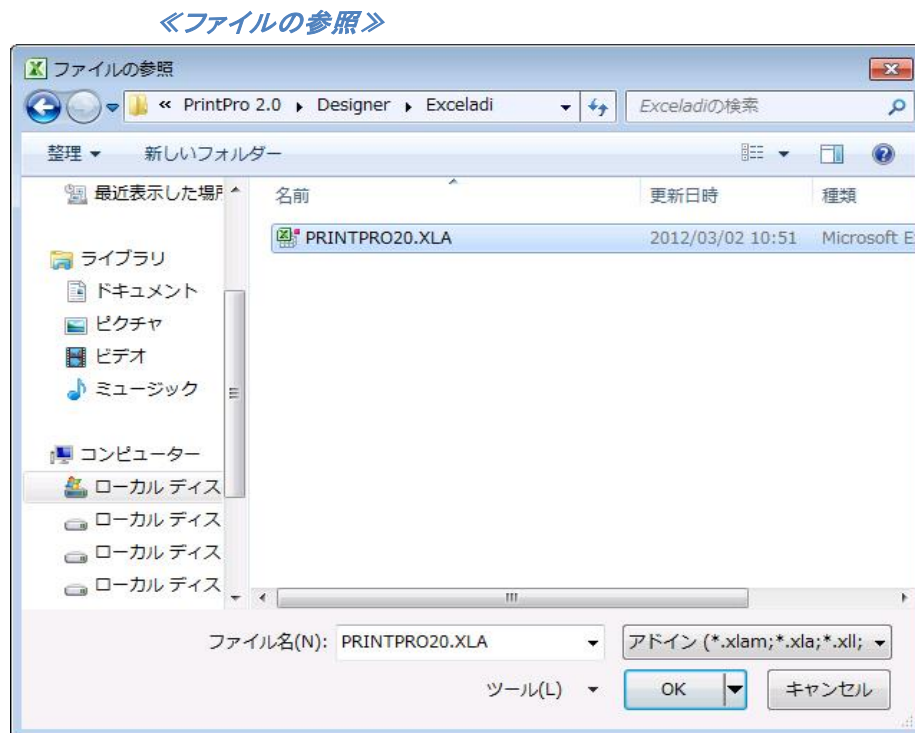 ≪ファイルの参照≫
ファイルの参照
« PrintPro 2.0 Designer Exceladi
Exceladiの検索
整理 新しいフォルダー
最近表示した場所
名前 更新日時 種類
PRINTPRO20.XLA 2012/03/02 10:51 Microsoft E
ライブラリ
ドキュメント
ピクチャ
ビデオ
ミュージック
コンピューター
ローカル ディス
ローカル ディス
ローカル ディス
ローカル ディス
ファイル名(N): PRINTPRO20.XLA アドイン (*.xlam;*.xla;*.xll;
ツール(L) OK キャンセル